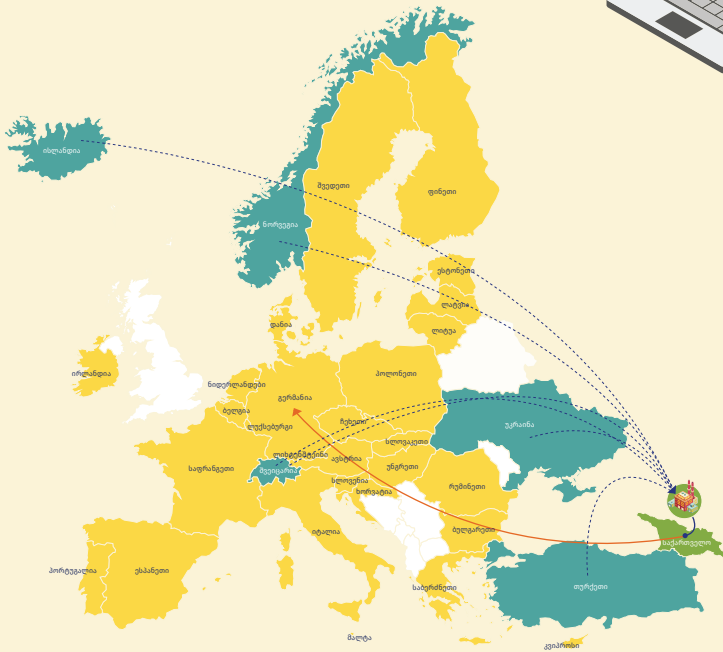 ისლანდია
შვედეთი
ფინეთი
ნორვეგია
ესტონეთი
ლატვია
დანია
ლიტუა
ირლანდია
პოლონეთი
ნიდერლანდები
გერმანია
ბელგია
ლუქსემბურგი
ჩეხეთი
უკრაინა
სლოვაკეთი
ლიხტენშტეინი
ავსტრია
საფრანგეთი
შვეიცარია
უნგრეთი
სლოვენია
ხორვატია
რუმინეთი
იტალია
ბულგარეთი
საქართველო
პორტუგალია
ესპანეთი
საბერძნეთი
თურქეთი
მალტა
კვიპროსი